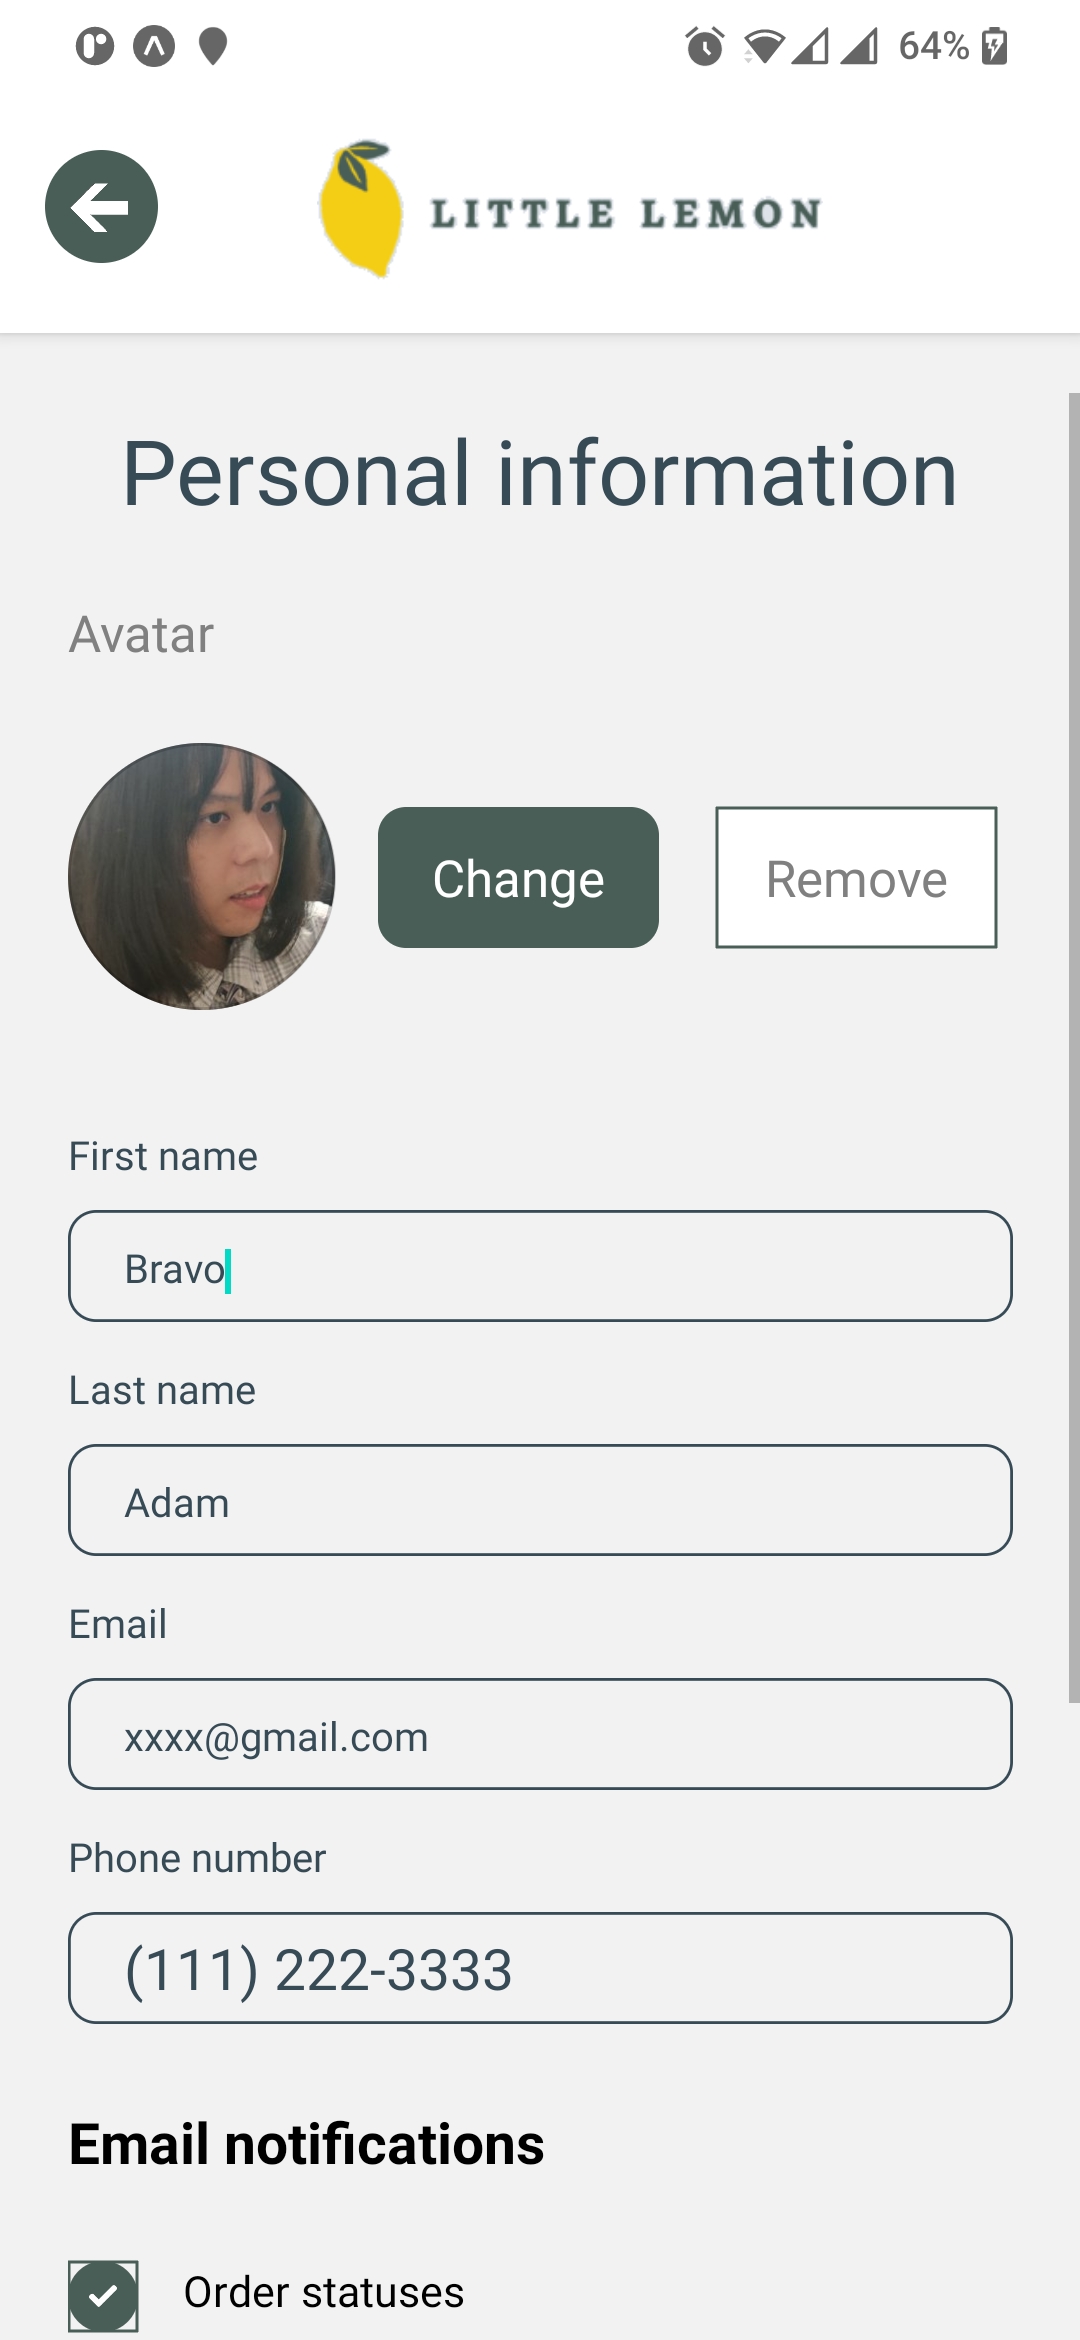 64%
LITTLE LEMON
Personal information
Avatar
Change Remove
First name
Bravo
Last name
Adam
Email
xxxx@gmail.com
Phone number
(111) 222-3333
Email notifications
Order statuses